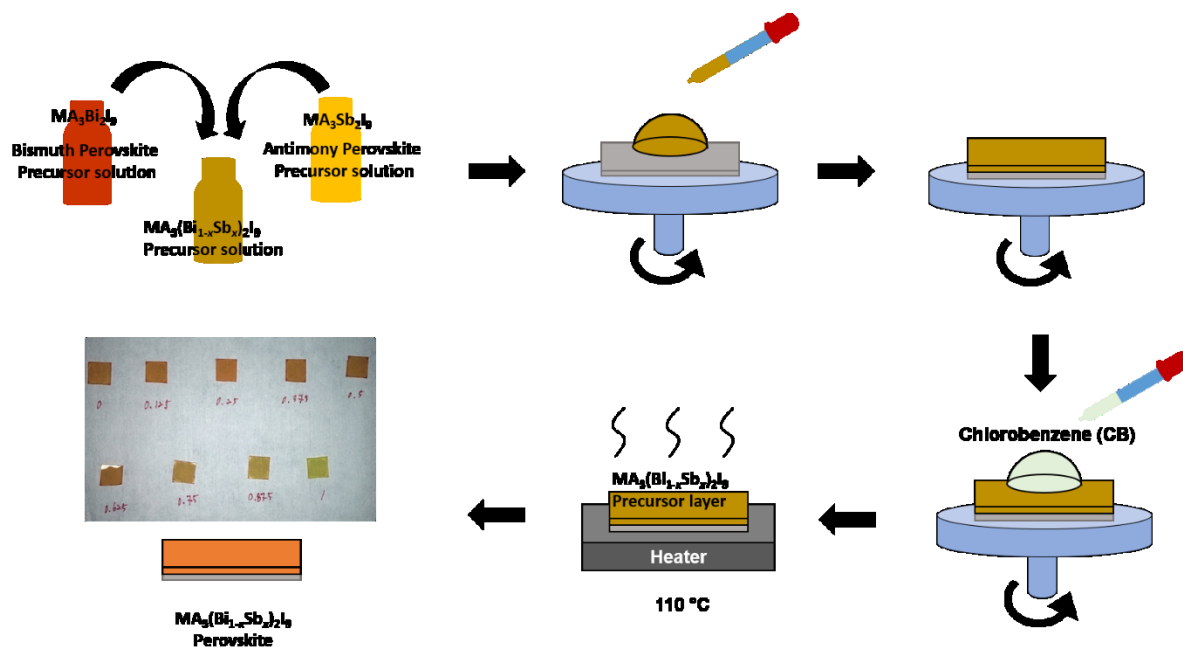 MA₃Bi₂I₉
Bismuth Perovskite
Precursor solution
MA₃Sb₂I₉
Antimony Perovskite
Precursor solution
MA₃(Bi₁₋ₓSbₓ)₂I₉
Precursor solution
Chlorobenzene (CB)
MA₃(Bi₁₋ₓSbₓ)₂I₉
Precursor layer
Heater
110 °C
0 0.125 0.25 0.375 0.5
0.625 0.75 0.875 1
MA₃(Bi₁₋ₓSbₓ)₂I₉
Perovskite